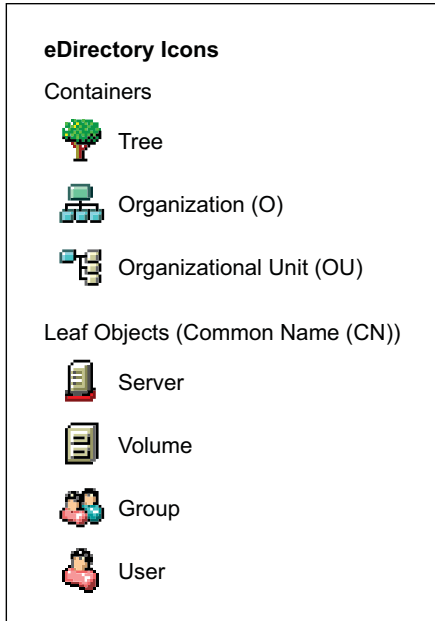 eDirectory Icons
Containers
Tree
Organization (O)
Organizational Unit (OU)
Leaf Objects (Common Name (CN))
Server
Volume
Group
User